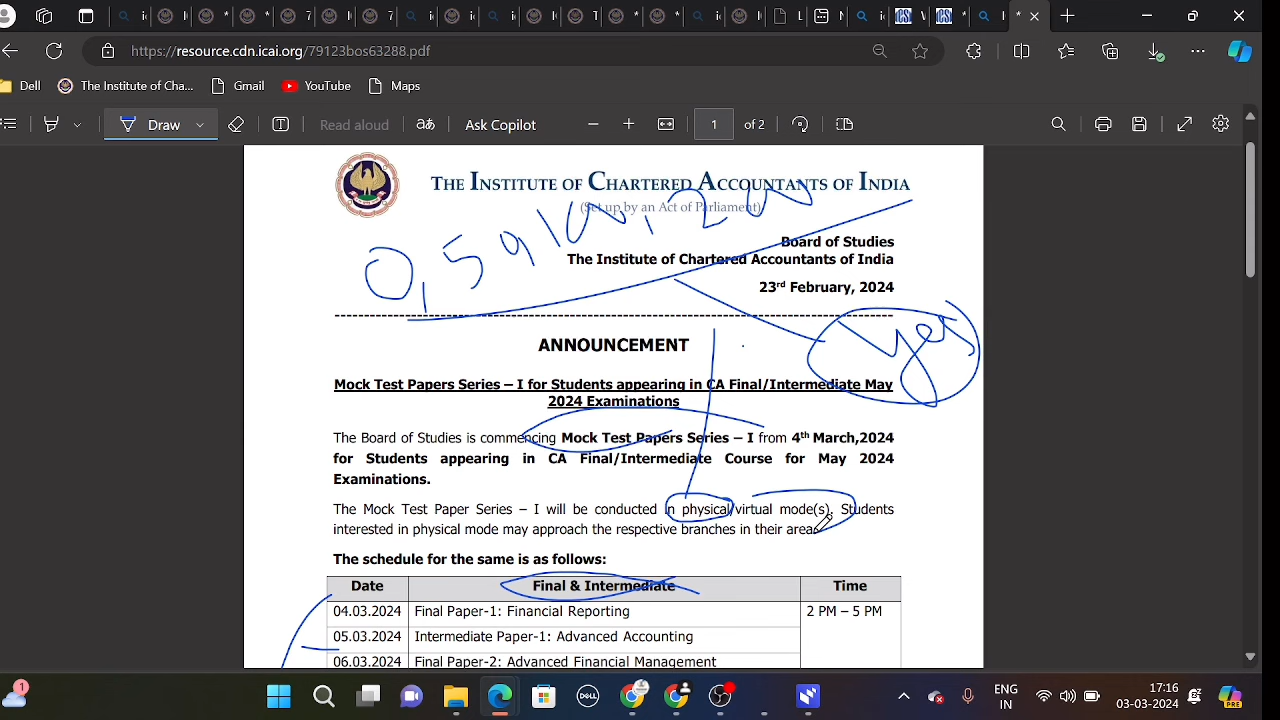 https://resource.cdn.icai.org/79123bos63288.pdf
Dell
The Institute of Cha...
Gmail
YouTube
Maps
Draw
Read aloud
Ask Copilot
1
of 2
THE INSTITUTE OF CHARTERED ACCOUNTANTS OF INDIA
(Set up by an Act of Parliament)
Board of Studies
The Institute of Chartered Accountants of India
23rd February, 2024
Yes
ANNOUNCEMENT
Mock Test Papers Series – I for Students appearing in CA Final/Intermediate May
2024 Examinations
The Board of Studies is commencing Mock Test Papers Series – I from 4th March,2024
for Students appearing in CA Final/Intermediate Course for May 2024
Examinations.
The Mock Test Paper Series – I will be conducted in physical/virtual mode(s). Students
interested in physical mode may approach the respective branches in their area
The schedule for the same is as follows:
Date Final & Intermediate Time
04.03.2024 Final Paper-1: Financial Reporting 2 PM – 5 PM
05.03.2024 Intermediate Paper-1: Advanced Accounting
06.03.2024 Final Paper-2: Advanced Financial Management
1
DELL
ENG
IN
17:16
03-03-2024
PRE